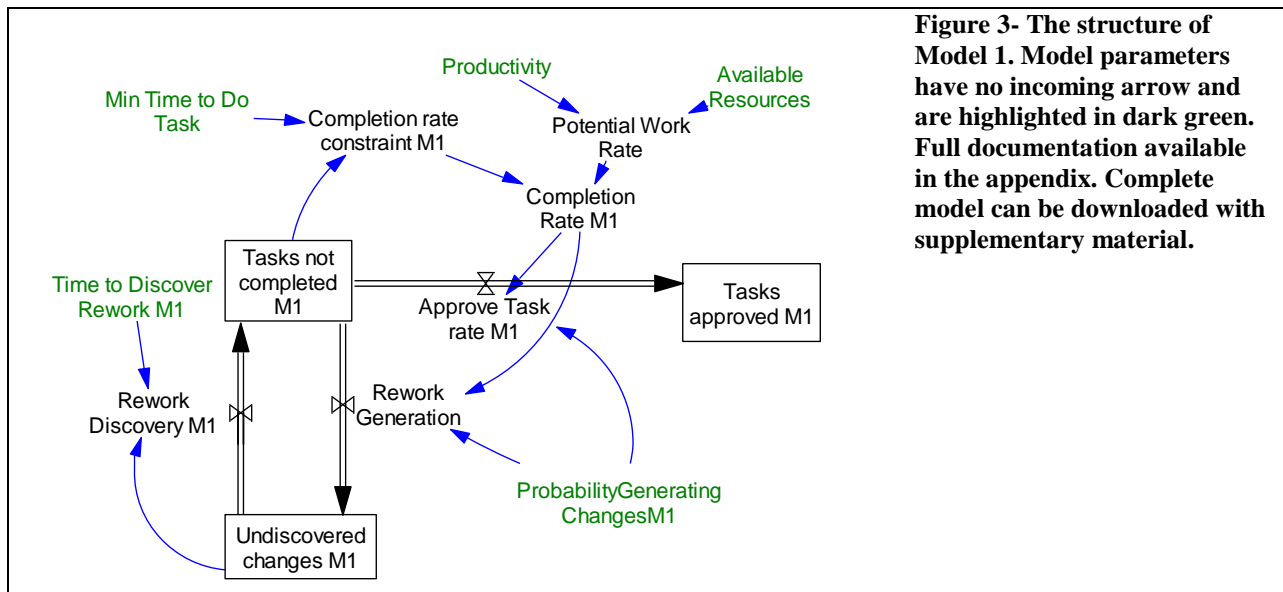 Figure 3- The structure of
Model 1. Model parameters
have no incoming arrow and
are highlighted in dark green.
Full documentation available
in the appendix. Complete
model can be downloaded with
supplementary material.
Productivity
Available
Resources
Min Time to Do
Task
Completion rate
constraint M1
Potential Work
Rate
Completion
Rate M1
Tasks not
completed
M1
Time to Discover
Rework M1
Approve Task
rate M1
Tasks
approved M1
Rework
Discovery M1
Rework
Generation
ProbabilityGenerating
ChangesM1
Undiscovered
changes M1